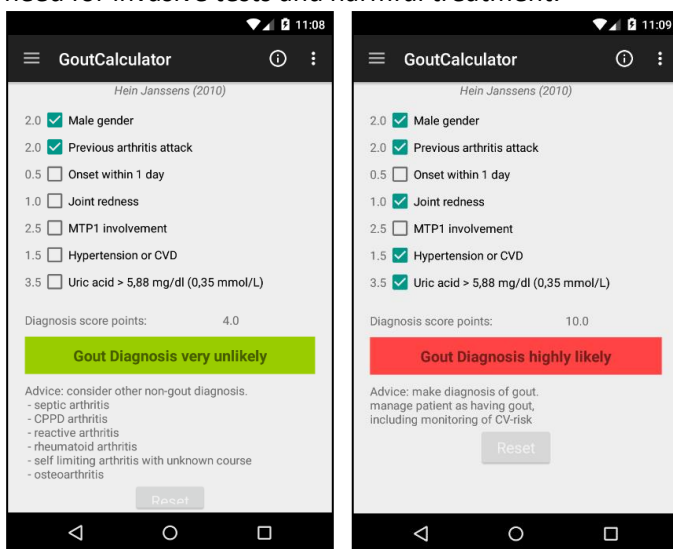 need for invasive tests and harmful treatment.
11:08
GoutCalculator
Hein Janssens (2010)
2.0 Male gender
2.0 Previous arthritis attack
0.5 Onset within 1 day
1.0 Joint redness
2.5 MTP1 involvement
1.5 Hypertension or CVD
3.5 Uric acid > 5,88 mg/dl (0,35 mmol/L)
Diagnosis score points: 4.0
Gout Diagnosis very unlikely
Advice: consider other non-gout diagnosis.
- septic arthritis
- CPPD arthritis
- reactive arthritis
- rheumatoid arthritis
- self limiting arthritis with unknown course
- osteoarthritis
Reset
11:09
GoutCalculator
Hein Janssens (2010)
2.0 Male gender
2.0 Previous arthritis attack
0.5 Onset within 1 day
1.0 Joint redness
2.5 MTP1 involvement
1.5 Hypertension or CVD
3.5 Uric acid > 5,88 mg/dl (0,35 mmol/L)
Diagnosis score points: 10.0
Gout Diagnosis highly likely
Advice: make diagnosis of gout.
manage patient as having gout,
including monitoring of CV-risk
Reset